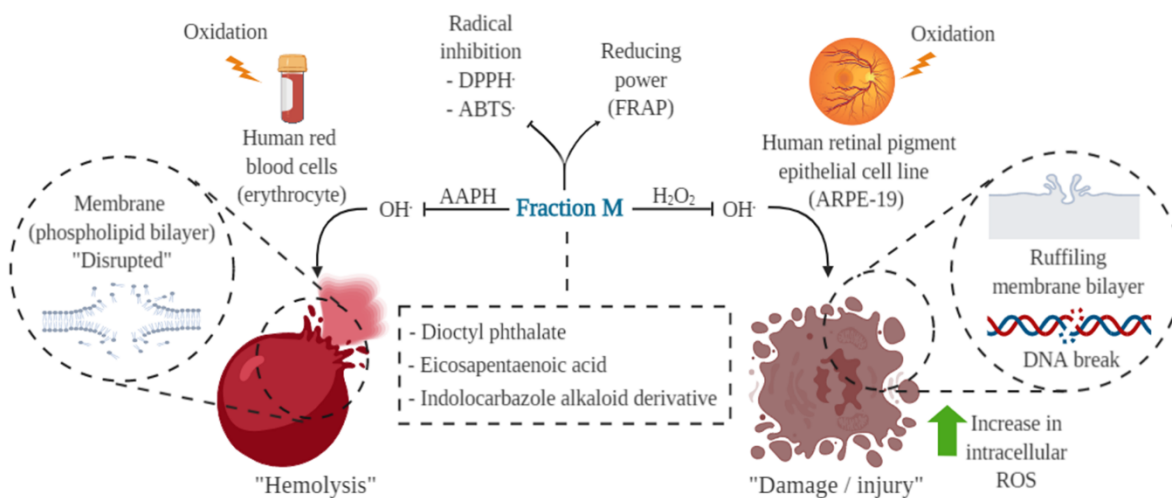 Oxidation
Human red
blood cells
(erythrocyte)
Radical
inhibition
- DPPH·
- ABTS·
Reducing
power
(FRAP)
Oxidation
Human retinal pigment
epithelial cell line
(ARPE-19)
Membrane
(phospholipid bilayer)
"Disrupted"
OH·
AAPH
Fraction M
H₂O₂
OH·
Ruffiling
membrane bilayer
DNA break
- Dioctyl phthalate
- Eicosapentaenoic acid
- Indolocarbazole alkaloid derivative
"Hemolysis"
"Damage / injury"
Increase in
intracellular
ROS